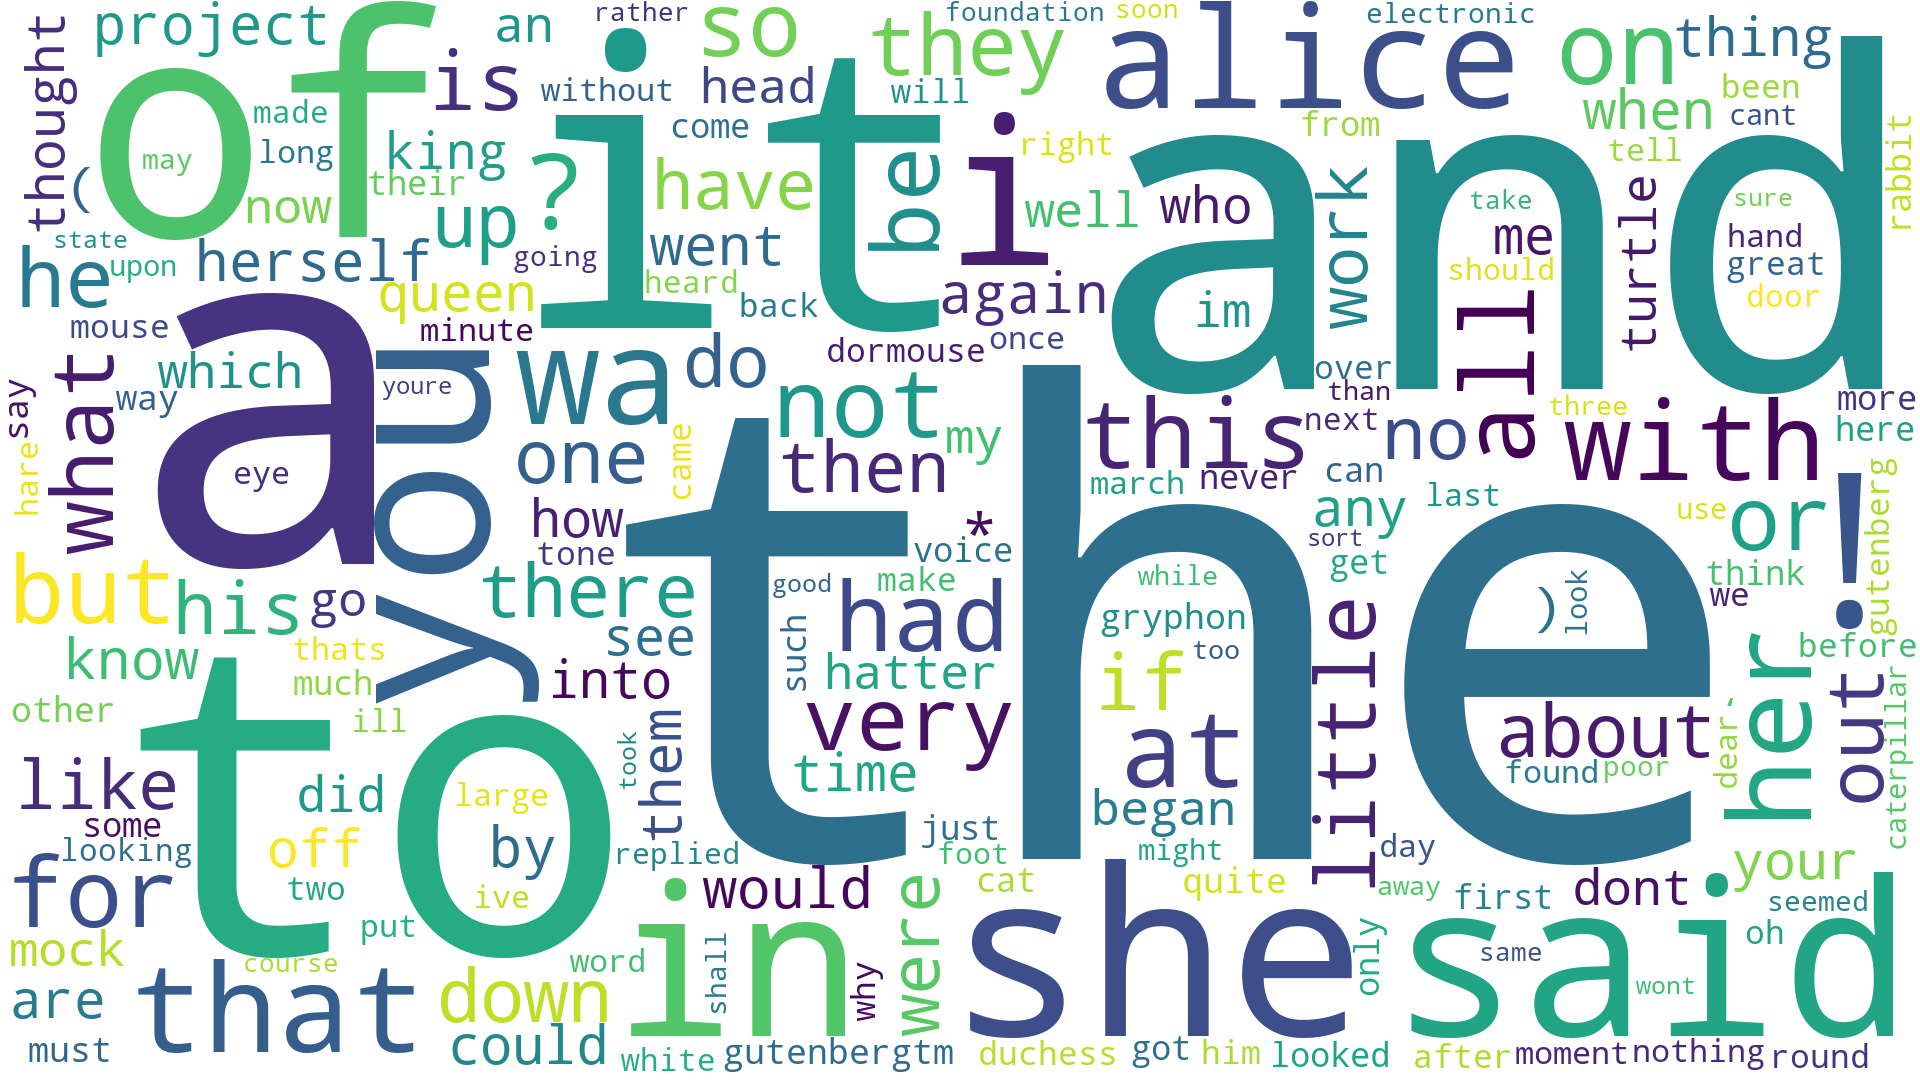 project
of
it
is
an
rather
so
foundation
they
soon
alice
electronic
on
thing
thought
made
without
head
will
i
from
when
been
cant
may
long
king
?
come
be
right
and
tell
rabbit
(
their
now
up
have
well
who
work
turtle
take
sure
state
he
upon
herself
going
went
heard
again
me
hand
should
great
door
queen
back
im
all
mouse
a
minute
wa
do
dormouse
once
over
than
what
which
way
you
youre
not
this
next
no
three
with
more
here
say
hare
eye
one
came
then
my
march
never
can
any
last
use
or
!
gutenberg
how
tone
the
*
voice
sort
get
think
we
but
his
go
there
good
make
had
while
gryphon
)
look
know
thats
much
see
such
into
hatter
if
too
little
her
before
other
ill
to
very
at
about
dear
.
out
caterpillar
like
some
did
large
them
took
time
began
found
poor
looking
off
by
replied
just
foot
might
day
your
for
two
ive
put
would
were
cat
quite
away
first
dont
seemed
mock
course
in
word
she
only
said
same
oh
are
that
down
shall
why
wont
must
could
white
gutenbergtm
duchess
got
him
looked
after
moment
nothing
round